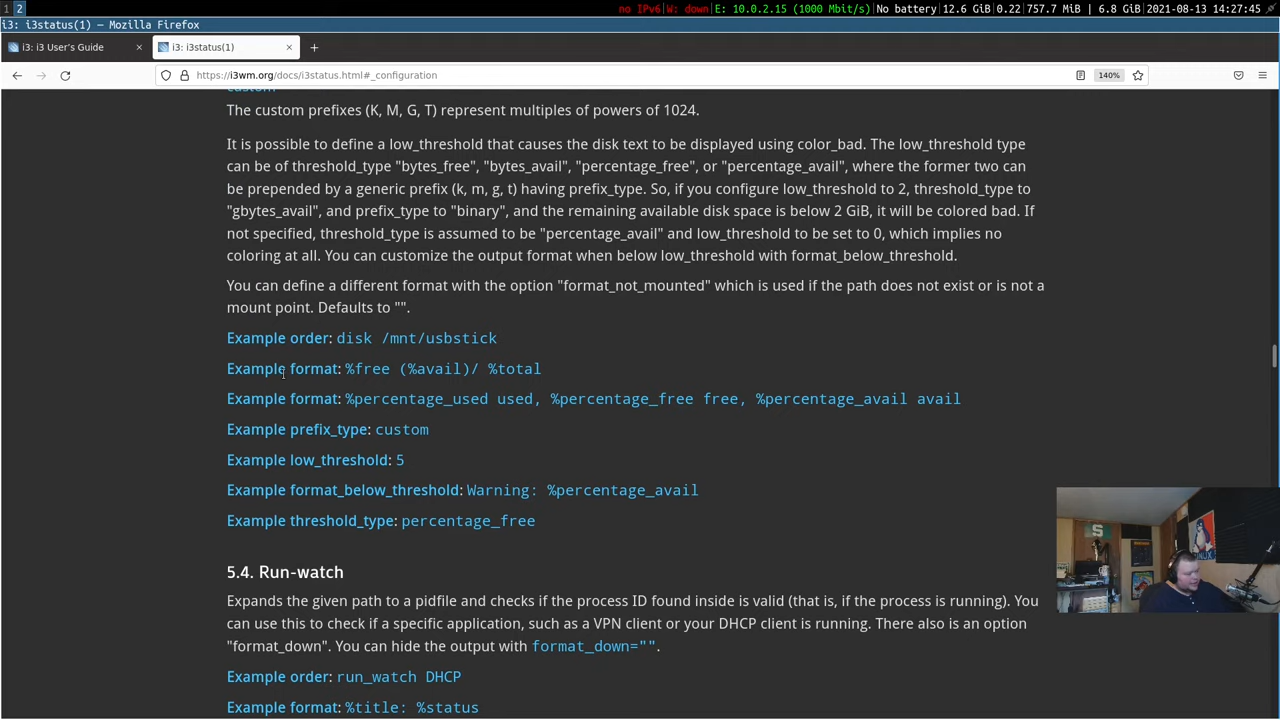 1 2 no IPv6|W: down|E: 10.0.2.15 (1000 Mbit/s)|No battery|12.6 GiB|0.22|757.7 MiB | 6.8 GiB|2021-08-13 14:27:45
i3: i3status(1) — Mozilla Firefox
i3: i3 User's Guide × i3: i3status(1) × +
https://i3wm.org/docs/i3status.html#_configuration 140%
custom
The custom prefixes (K, M, G, T) represent multiples of powers of 1024.
It is possible to define a low_threshold that causes the disk text to be displayed using color_bad. The low_threshold type
can be of threshold_type "bytes_free", "bytes_avail", "percentage_free", or "percentage_avail", where the former two can
be prepended by a generic prefix (k, m, g, t) having prefix_type. So, if you configure low_threshold to 2, threshold_type to
"gbytes_avail", and prefix_type to "binary", and the remaining available disk space is below 2 GiB, it will be colored bad. If
not specified, threshold_type is assumed to be "percentage_avail" and low_threshold to be set to 0, which implies no
coloring at all. You can customize the output format when below low_threshold with format_below_threshold.
You can define a different format with the option "format_not_mounted" which is used if the path does not exist or is not a
mount point. Defaults to "".
Example order: disk /mnt/usbstick
Example format: %free (%avail)/ %total
Example format: %percentage_used used, %percentage_free free, %percentage_avail avail
Example prefix_type: custom
Example low_threshold: 5
Example format_below_threshold: Warning: %percentage_avail
Example threshold_type: percentage_free
5.4. Run-watch
Expands the given path to a pidfile and checks if the process ID found inside is valid (that is, if the process is running). You
can use this to check if a specific application, such as a VPN client or your DHCP client is running. There also is an option
"format_down". You can hide the output with format_down="".
Example order: run_watch DHCP
Example format: %title: %status